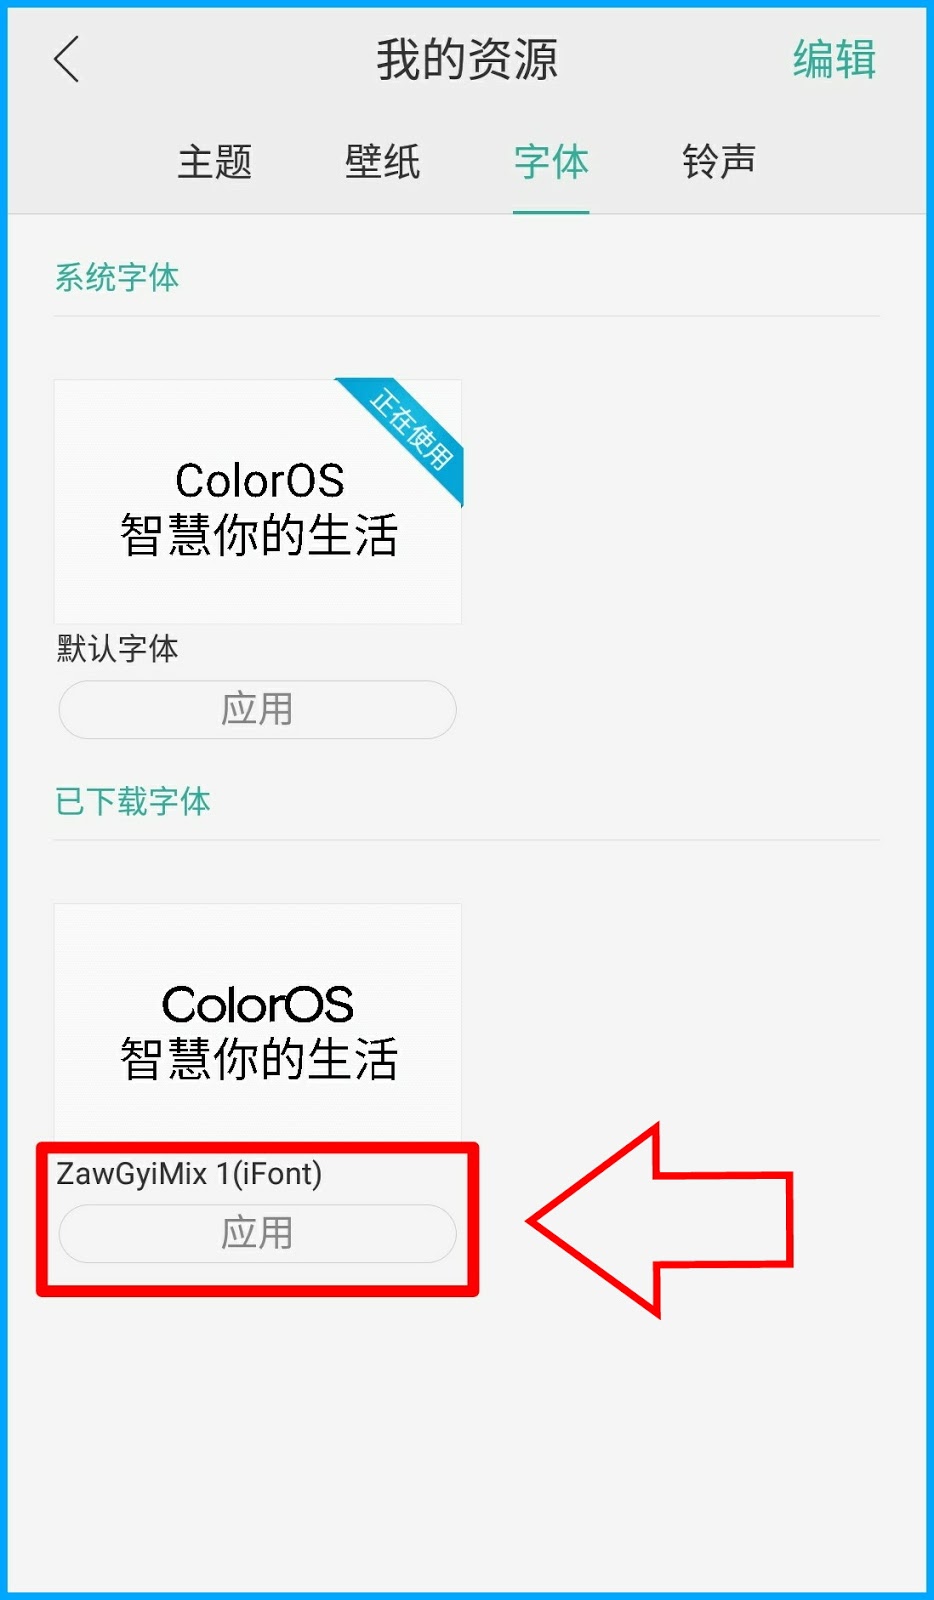 我的资源
编辑
主题 壁纸 字体 铃声
系统字体
正在使用
ColorOS
智慧你的生活
默认字体
应用
已下载字体
ColorOS
智慧你的生活
ZawGyiMix 1(iFont)
应用